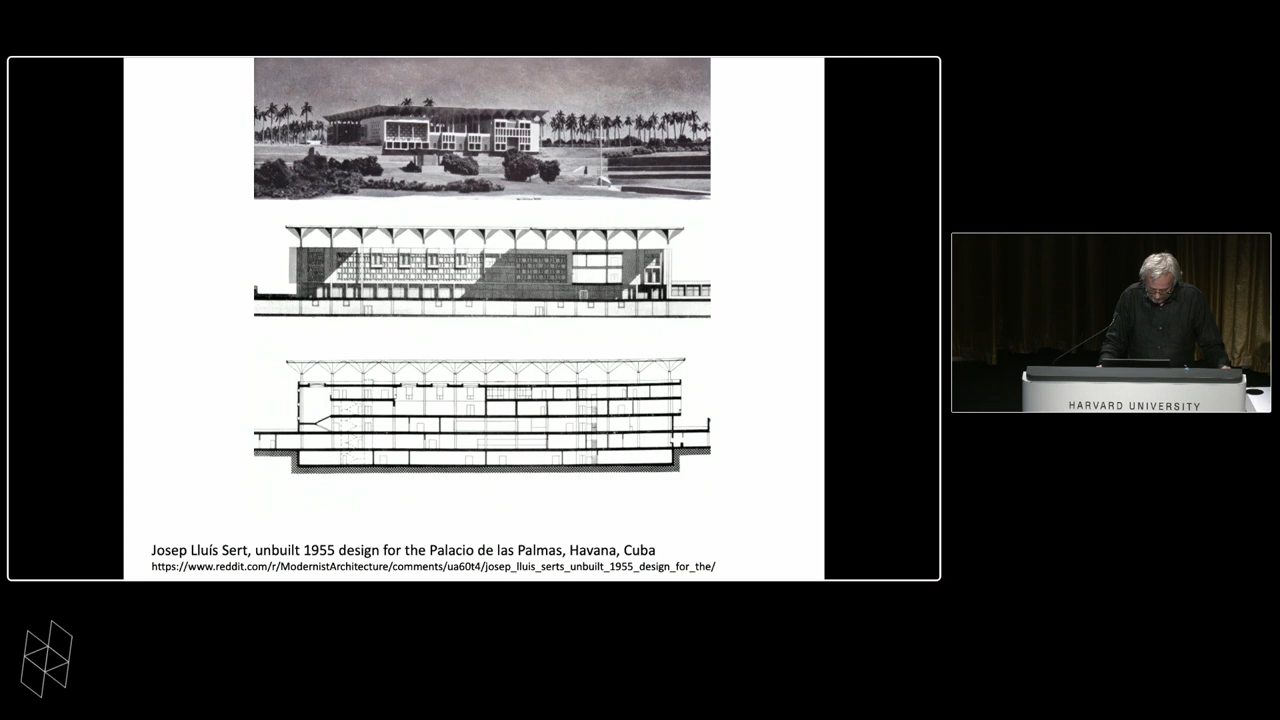 Josep Lluís Sert, unbuilt 1955 design for the Palacio de las Palmas, Havana, Cuba
https://www.reddit.com/r/ModernistArchitecture/comments/ua60t4/josep_lluis_serts_unbuilt_1955_design_for_the/
HARVARD UNIVERSITY